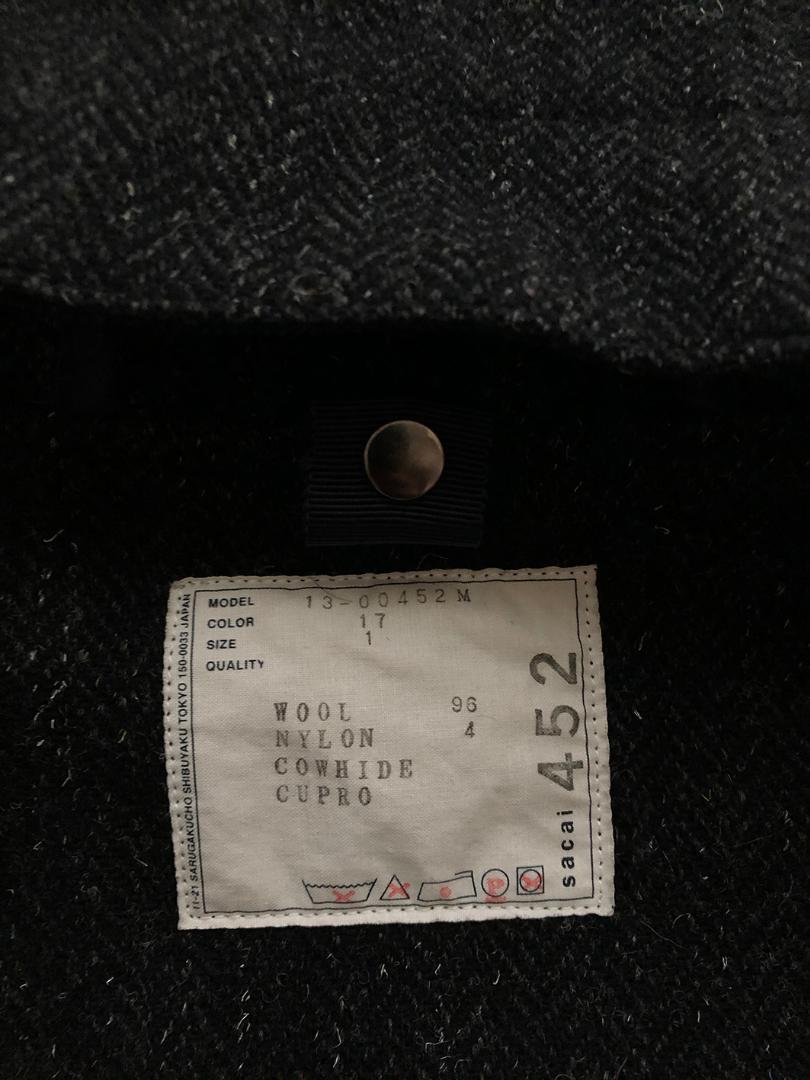 MODEL 13-00452M
COLOR 17
SIZE 1
QUALITY
WOOL 96
NYLON 4
COWHIDE
CUPRO
P
sacai 452
11-21 SARUGAKUCHO SHIBUYAKU TOKYO 150-0033 JAPAN